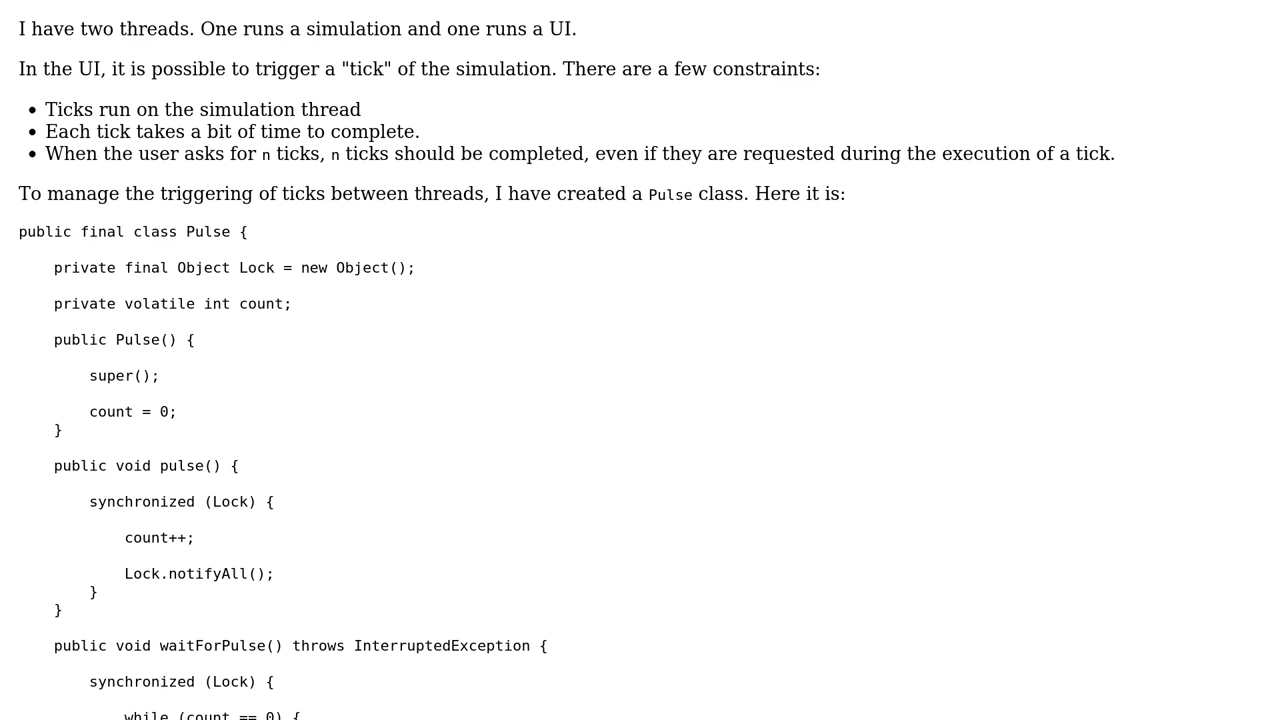 I have two threads. One runs a simulation and one runs a UI.
In the UI, it is possible to trigger a "tick" of the simulation. There are a few constraints:
• Ticks run on the simulation thread
• Each tick takes a bit of time to complete.
• When the user asks for n ticks, n ticks should be completed, even if they are requested during the execution of a tick.
To manage the triggering of ticks between threads, I have created a Pulse class. Here it is:
public final class Pulse {
private final Object Lock = new Object();
private volatile int count;
public Pulse() {
super();
count = 0;
}
public void pulse() {
synchronized (Lock) {
count++;
Lock.notifyAll();
}
}
public void waitForPulse() throws InterruptedException {
synchronized (Lock) {
while (count == 0) {